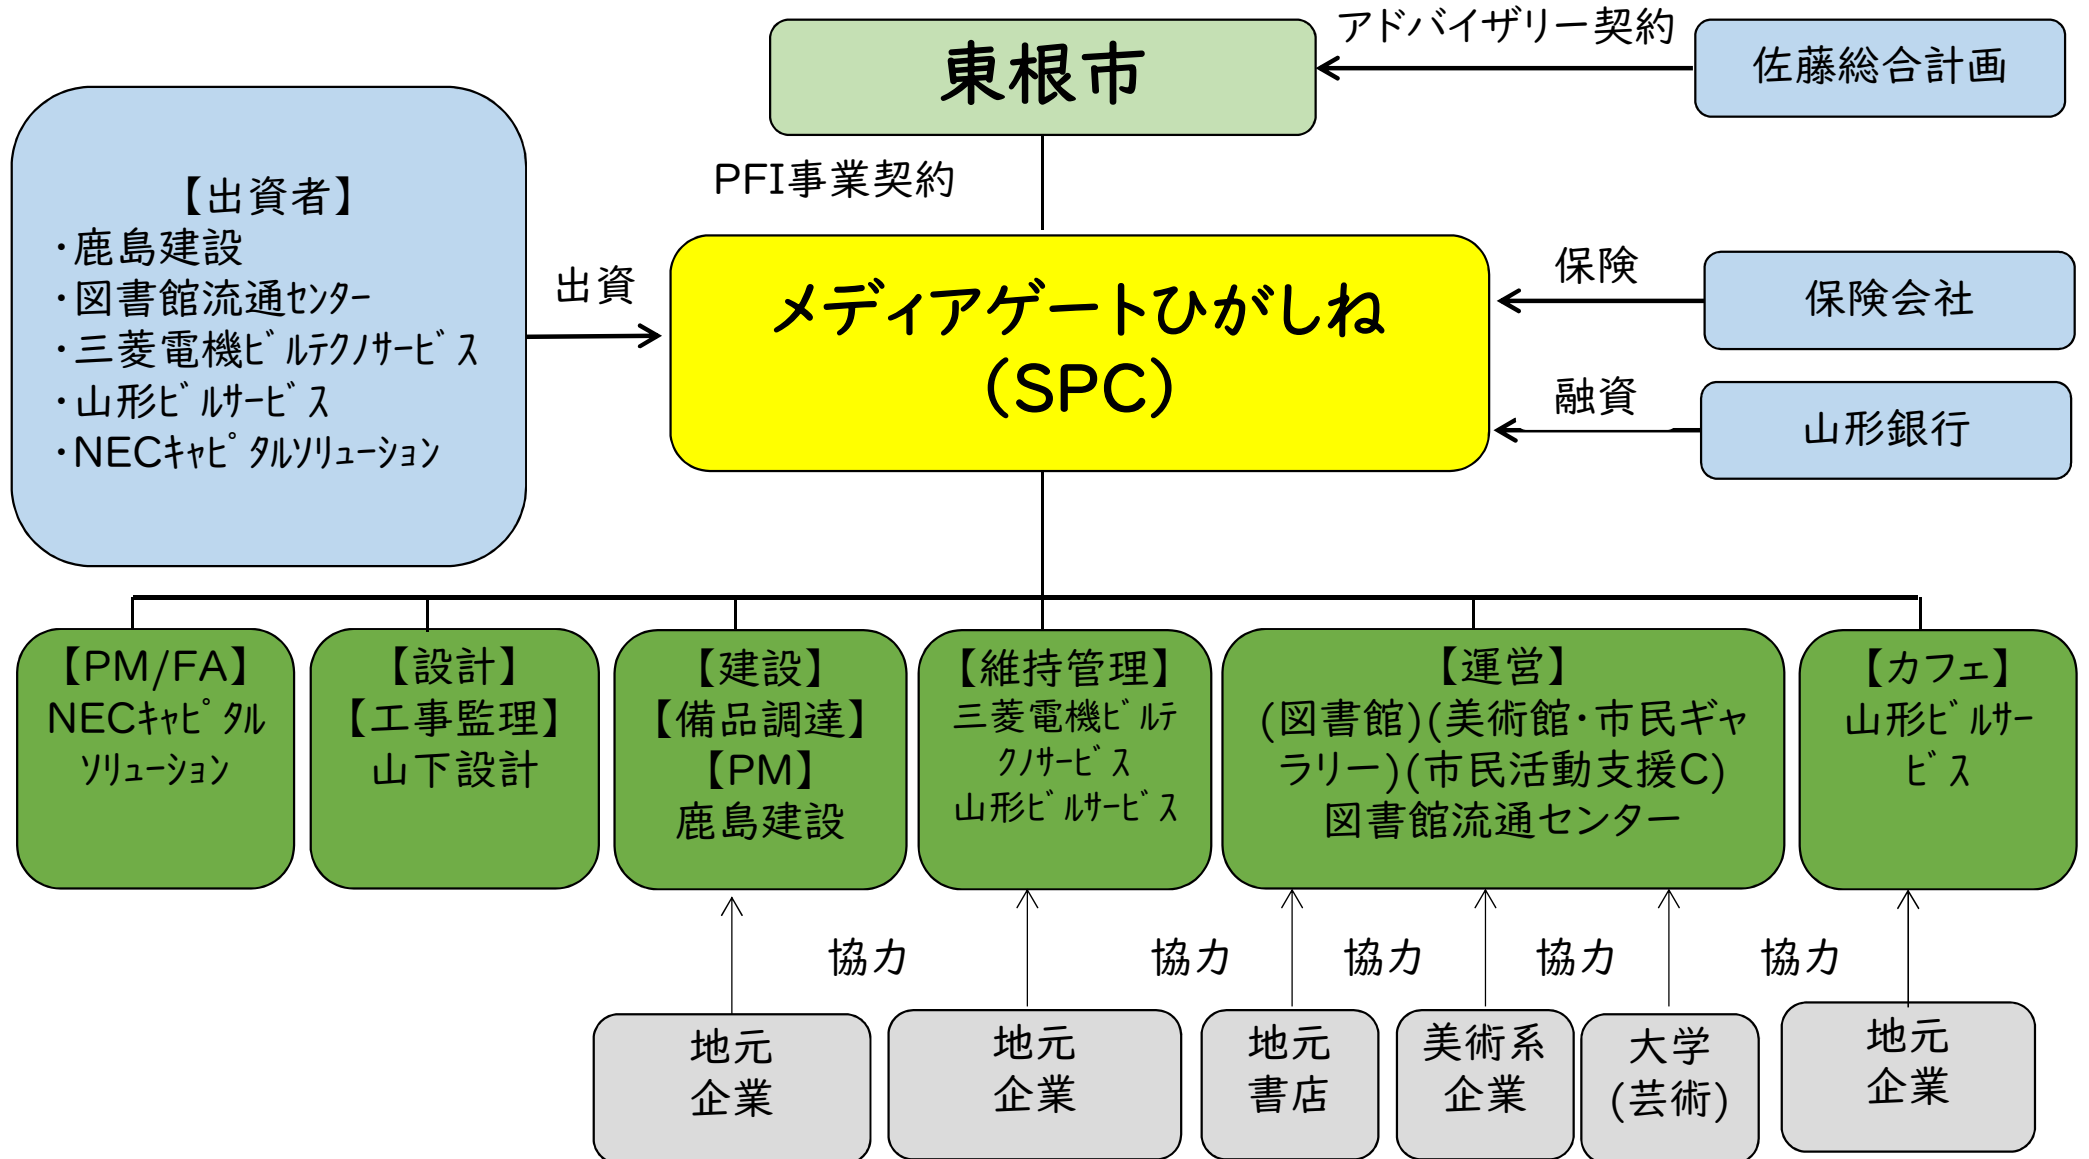 アドバイザリー契約
東根市
佐藤総合計画
PFI事業契約
【出資者】
・鹿島建設
・図書館流通ｾﾝﾀｰ
・三菱電機ﾋﾞﾙﾃｸﾉｻｰﾋﾞｽ
・山形ﾋﾞﾙｻｰﾋﾞｽ
・NECｷｬﾋﾟﾀﾙｿﾘｭｰｼｮﾝ
出資
メディアゲートひがしね
(SPC)
保険
保険会社
融資
山形銀行
【PM/FA】
NECｷｬﾋﾟﾀﾙ
ｿﾘｭｰｼｮﾝ
【設計】
【工事監理】
山下設計
【建設】
【備品調達】
【PM】
鹿島建設
【維持管理】
三菱電機ﾋﾞﾙﾃ
ｸﾉｻｰﾋﾞｽ
山形ﾋﾞﾙｻｰﾋﾞｽ
【運営】
(図書館)(美術館・市民ギャ
ラリー)(市民活動支援C)
図書館流通センター
【カフェ】
山形ﾋﾞﾙｻｰ
ﾋﾞｽ
協力
協力
協力
協力
協力
地元
企業
地元
企業
地元
書店
美術系
企業
大学
(芸術)
地元
企業